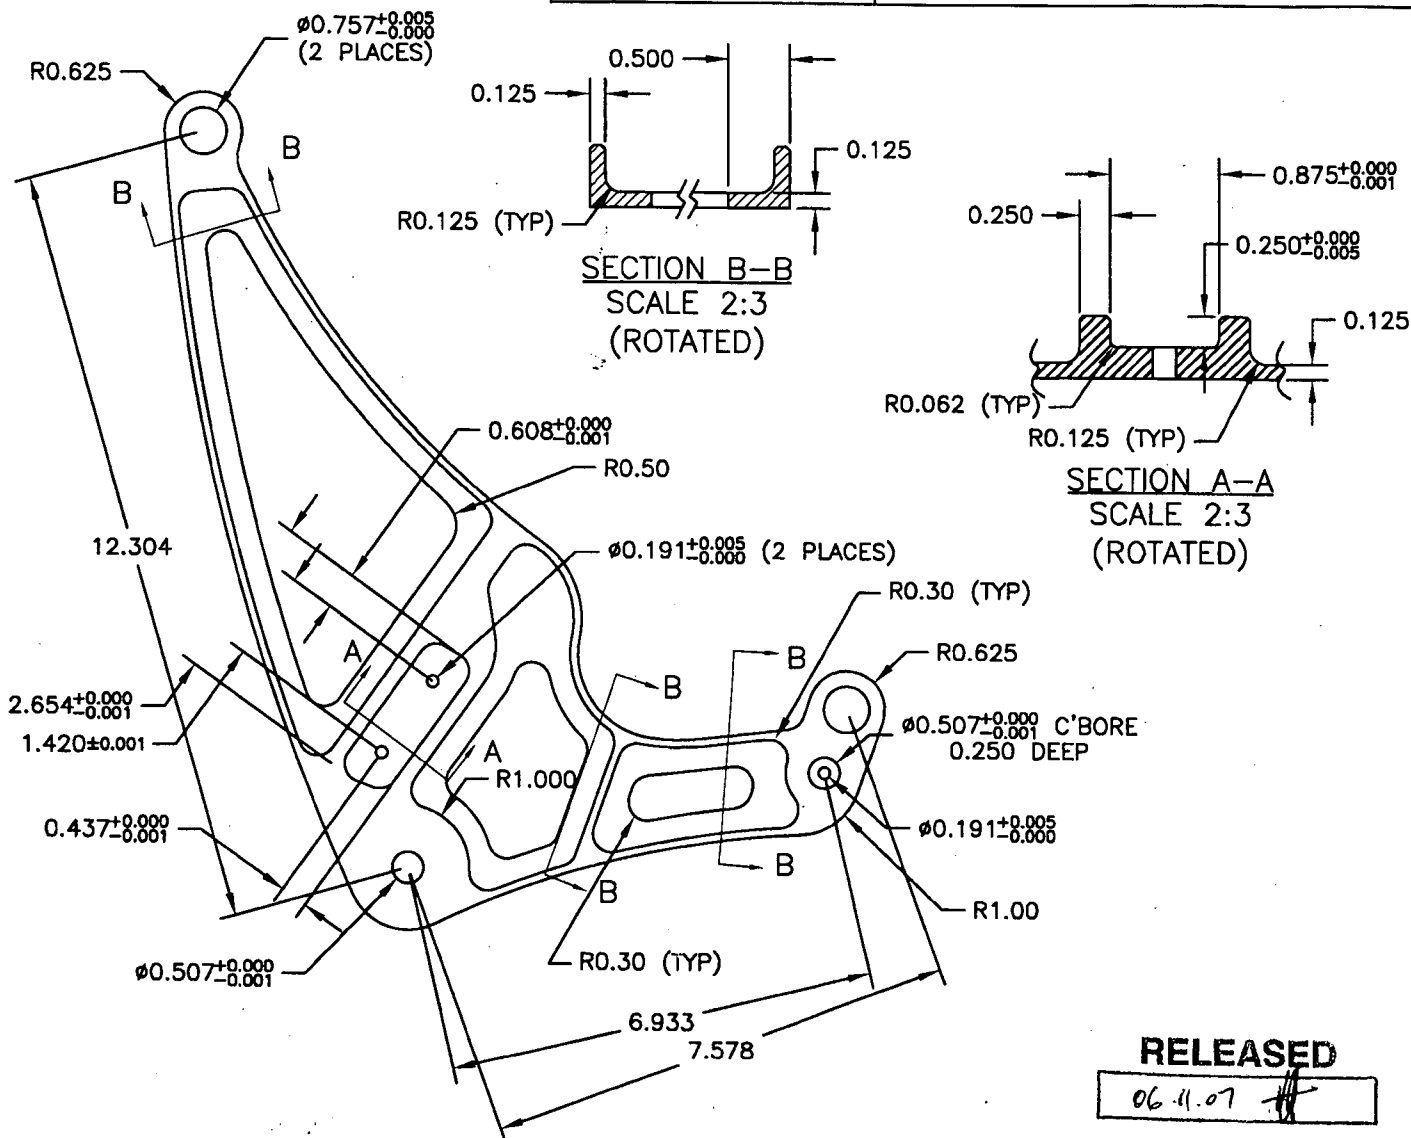 ø0.757+0.005
-0.000
(2 PLACES)
R0.625
B
B
0.500
0.125
0.125
R0.125 (TYP)
SECTION B-B
SCALE 2:3
(ROTATED)
0.875+0.000
-0.001
0.250
0.250+0.000
-0.005
0.125
R0.062 (TYP)
R0.125 (TYP)
SECTION A-A
SCALE 2:3
(ROTATED)
0.608+0.000
-0.001
R0.50
12.304
ø0.191+0.005
-0.000 (2 PLACES)
R0.30 (TYP)
A
B
B
R0.625
2.654+0.000
-0.001
1.420±0.001
ø0.507+0.000
-0.001 C'BORE
0.250 DEEP
A
R1.000
0.437+0.000
-0.001
ø0.191+0.005
-0.000
B
B
R1.00
ø0.507+0.000
-0.001
R0.30 (TYP)
6.933
7.578
RELEASED
06.11.07